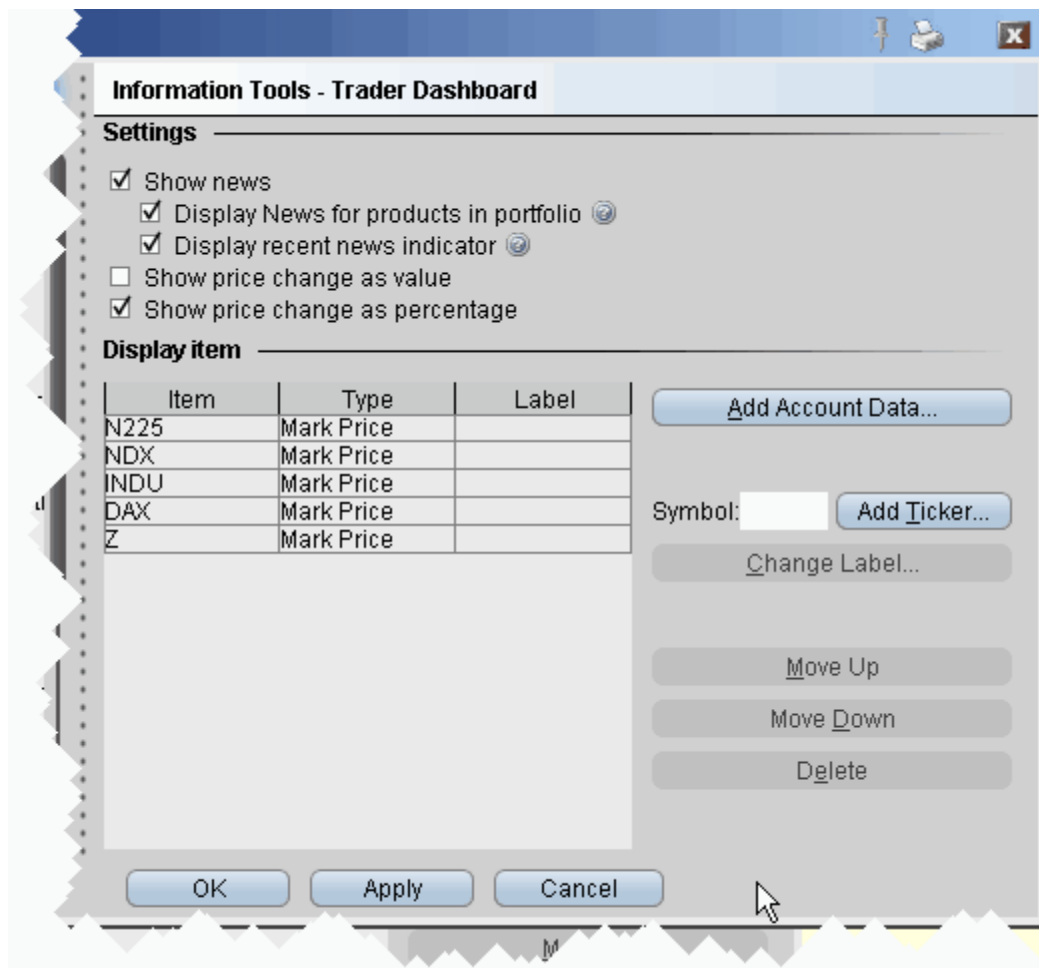 Information Tools - Trader Dashboard
Settings
Show news
Display News for products in portfolio
Display recent news indicator
Show price change as value
Show price change as percentage
Display item
Item Type Label
N225 Mark Price
NDX Mark Price
INDU Mark Price
DAX Mark Price
Z Mark Price
Add Account Data...
Symbol: Add Ticker...
Change Label...
Move Up
Move Down
Delete
OK Apply Cancel